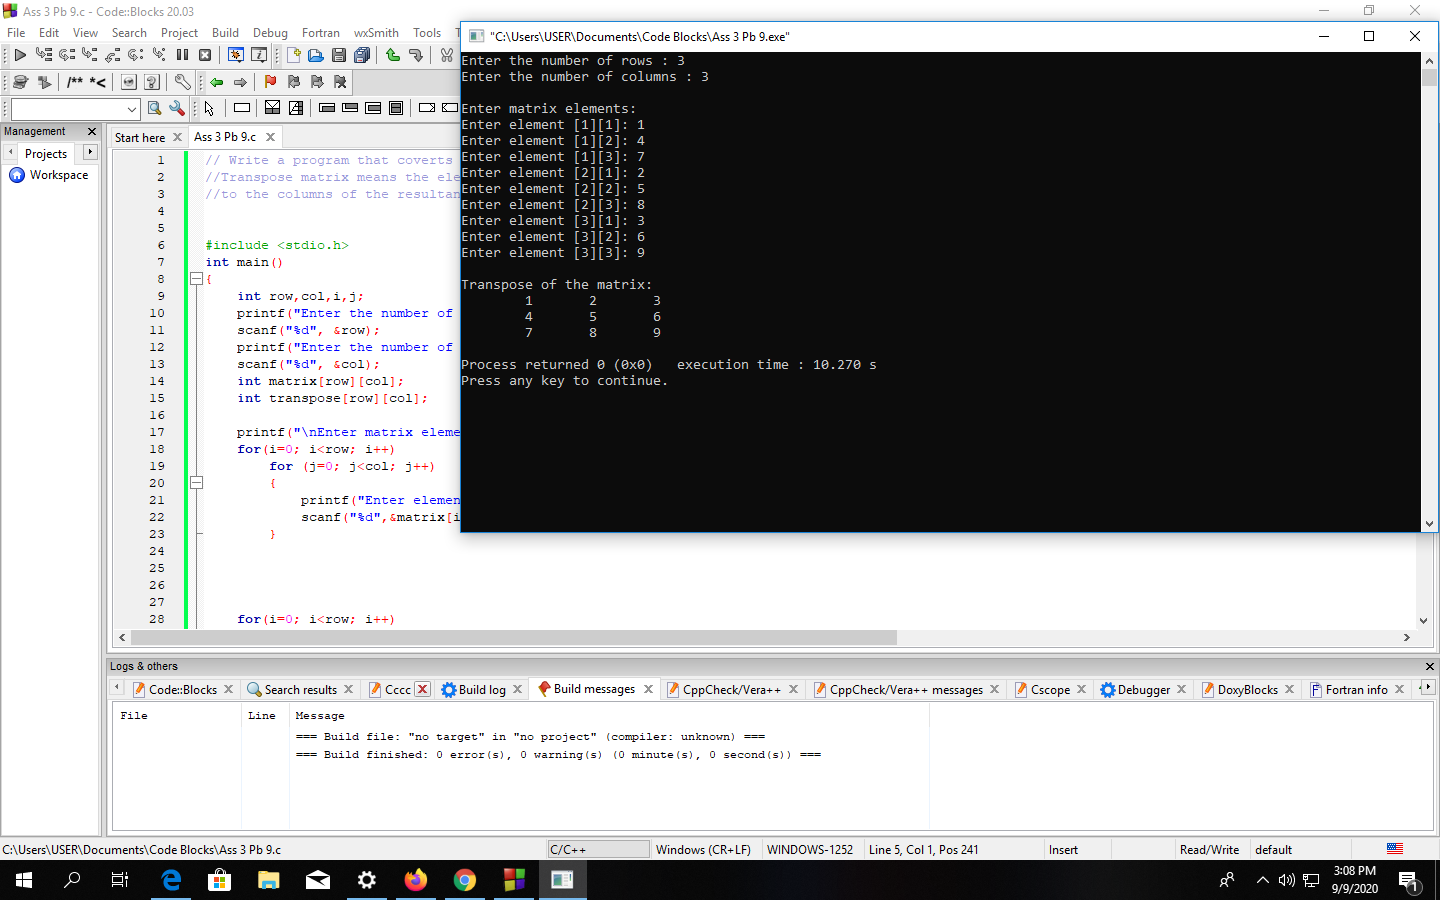 Ass 3 Pb 9.c - Code::Blocks 20.03
File Edit View Search Project Build Debug Fortran wxSmith Tools
"C:\Users\USER\Documents\Code Blocks\Ass 3 Pb 9.exe"
Enter the number of rows : 3
Enter the number of columns : 3
Enter matrix elements:
Enter element [1][1]: 1
Enter element [1][2]: 4
Enter element [1][3]: 7
Enter element [2][1]: 2
Enter element [2][2]: 5
Enter element [2][3]: 8
Enter element [3][1]: 3
Enter element [3][2]: 6
Enter element [3][3]: 9
Transpose of the matrix:
1 2 3
4 5 6
7 8 9
Process returned 0 (0x0) execution time : 10.270 s
Press any key to continue.
/** *<
Management
Projects
Workspace
Start here Ass 3 Pb 9.c
1 // Write a program that coverts
2 //Transpose matrix means the ele
3 //to the columns of the resultan
4
5
6 #include <stdio.h>
7 int main()
8 {
9 int row,col,i,j;
10 printf("Enter the number of
11 scanf("%d", &row);
12 printf("Enter the number of
13 scanf("%d", &col);
14 int matrix[row][col];
15 int transpose[row][col];
16
17 printf("\nEnter matrix eleme
18 for(i=0; i<row; i++)
19 for (j=0; j<col; j++)
20 {
21 printf("Enter elemen
22 scanf("%d",&matrix[i
23 }
24
25
26
27
28 for(i=0; i<row; i++)
Logs & others
Code::Blocks Search results Cccc Build log Build messages CppCheck/Vera++ CppCheck/Vera++ messages Cscope Debugger DoxyBlocks Fortran info
File Line Message
=== Build file: "no target" in "no project" (compiler: unknown) ===
=== Build finished: 0 error(s), 0 warning(s) (0 minute(s), 0 second(s)) ===
C:\Users\USER\Documents\Code Blocks\Ass 3 Pb 9.c C/C++ Windows (CR+LF) WINDOWS-1252 Line 5, Col 1, Pos 241 Insert Read/Write default
3:08 PM
9/9/2020
1